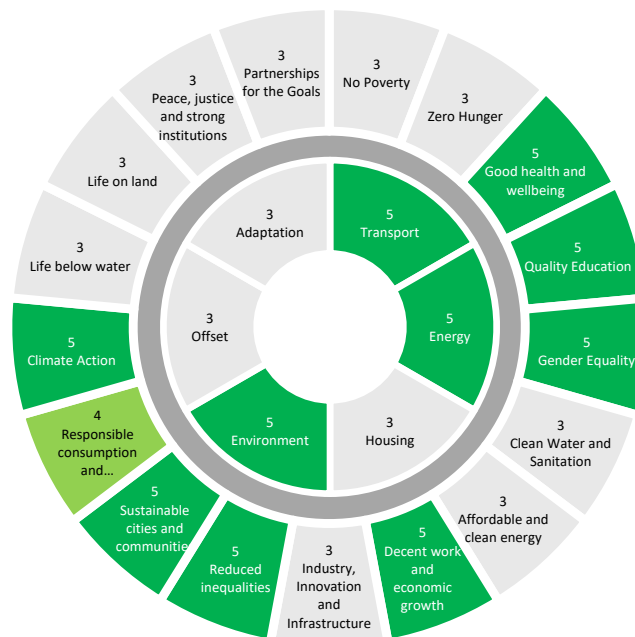 3
No Poverty
3
Zero Hunger
5
Good health and
wellbeing
5
Quality Education
5
Gender Equality
3
Clean Water and
Sanitation
3
Affordable and
clean energy
5
Decent work
and
economic
growth
3
Industry,
Innovation
and
Infrastructure
5
Reduced
inequalities
5
Sustainable
cities and
communities
4
Responsible
consumption
and...
5
Climate Action
3
Life below water
3
Life on land
3
Peace, justice
and strong
institutions
3
Partnerships
for the Goals
5
Transport
5
Energy
3
Housing
5
Environment
3
Offset
3
Adaptation